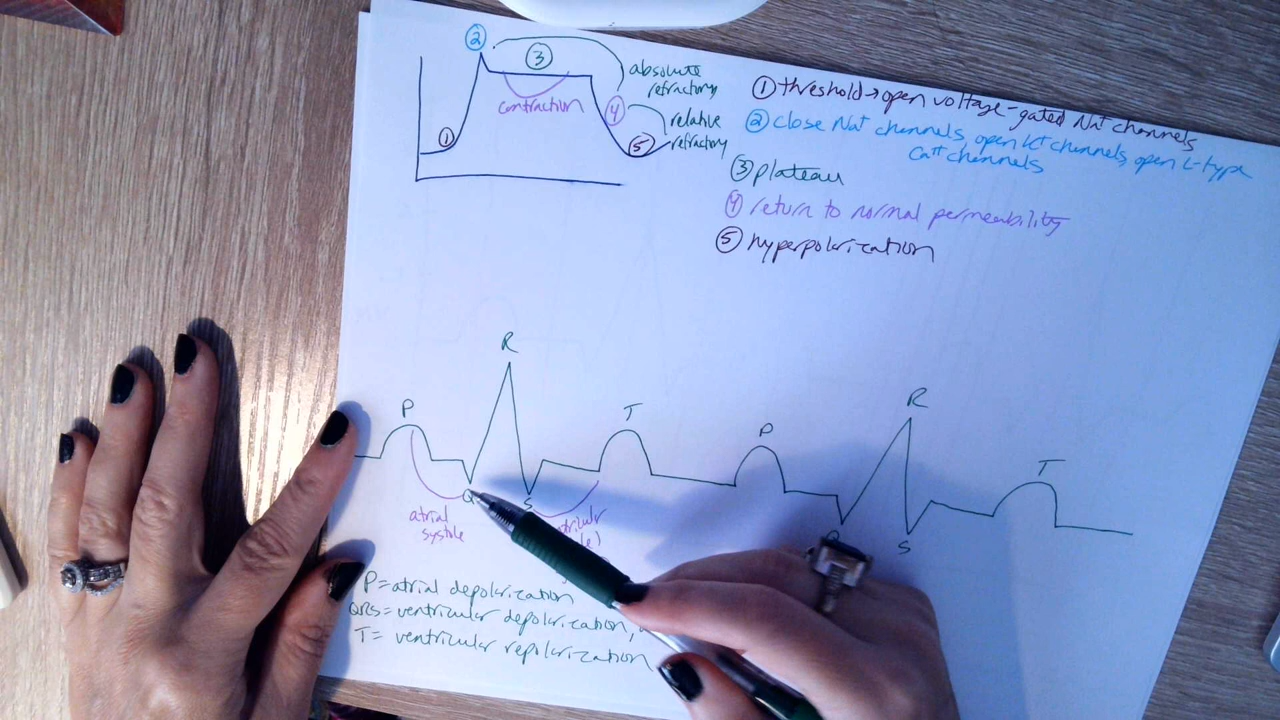 ②
③
absolute
refractory
contraction
④
relative
refractory
①
⑤
① threshold → open voltage-gated Na+ channels
② close Na+ channels, open K+ channels, open L-type
Ca++ channels
③ plateau
④ return to normal permeability
⑤ hyperpolarization
R
P
T
P
R
T
Q
S
S
atrial
systole
P = atrial depolarization
QRS = ventricular depolarization,
T = ventricular repolarization